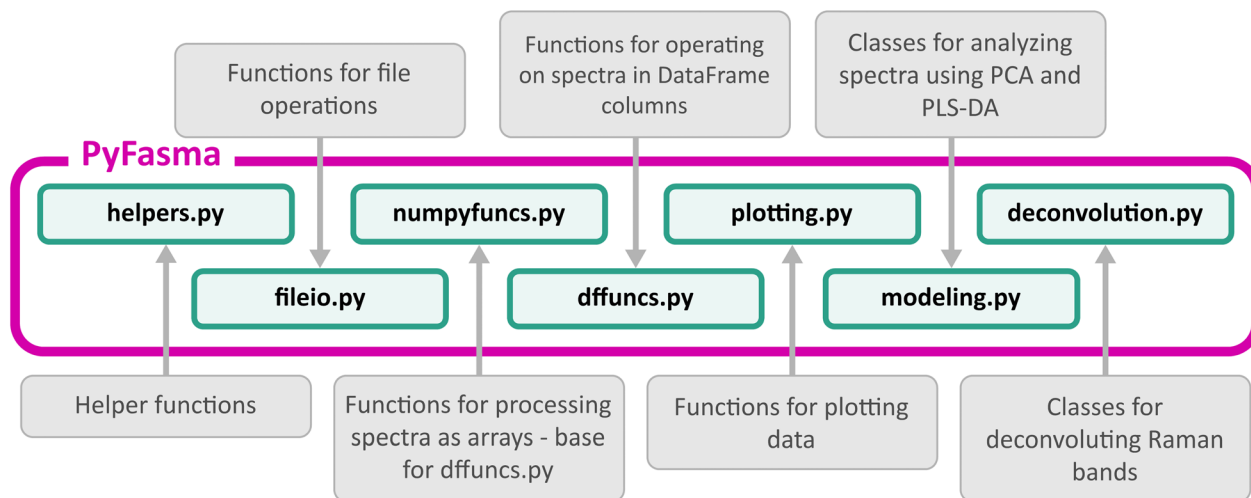 Functions for file
operations
Functions for operating
on spectra in DataFrame
columns
Classes for analyzing
spectra using PCA and
PLS-DA
PyFasma
helpers.py
numpyfuncs.py
plotting.py
deconvolution.py
fileio.py
dffuncs.py
modeling.py
Helper functions
Functions for processing
spectra as arrays - base
for dffuncs.py
Functions for plotting
data
Classes for
deconvoluting Raman
bands